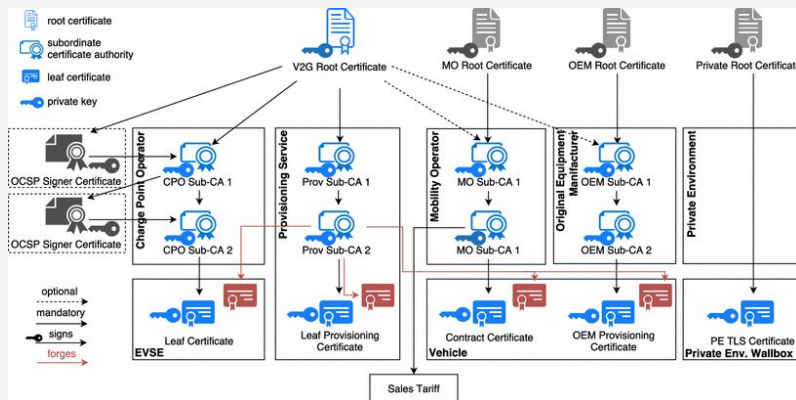 root certificate
subordinate
certificate authority
leaf certificate
private key
V2G Root Certificate
MO Root Certificate
OEM Root Certificate
Private Root Certificate
OCSP Signer Certificate
OCSP Signer Certificate
Charge Point Operator
CPO Sub-CA 1
CPO Sub-CA 2
Provisioning Service
Prov Sub-CA 1
Prov Sub-CA 2
Mobility Operator
MO Sub-CA 1
MO Sub-CA 1
Original Equipment
Manifacturer
OEM Sub-CA 1
OEM Sub-CA 2
Private Environment
optional
mandatory
signs
forges
Leaf Certificate
EVSE
Leaf Provisioning
Certificate
Contract Certificate
Vehicle
OEM Provisioning
Certificate
PE TLS Certificate
Private Env. Wallbox
Sales Tariff